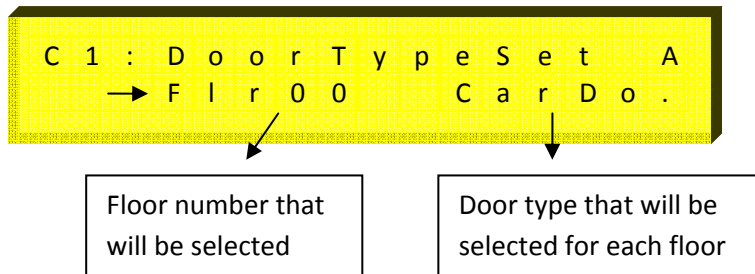 C1:DoorTypeSet A
→Flr00 CarDo.
Floor number that
will be selected
Door type that will be
selected for each floor